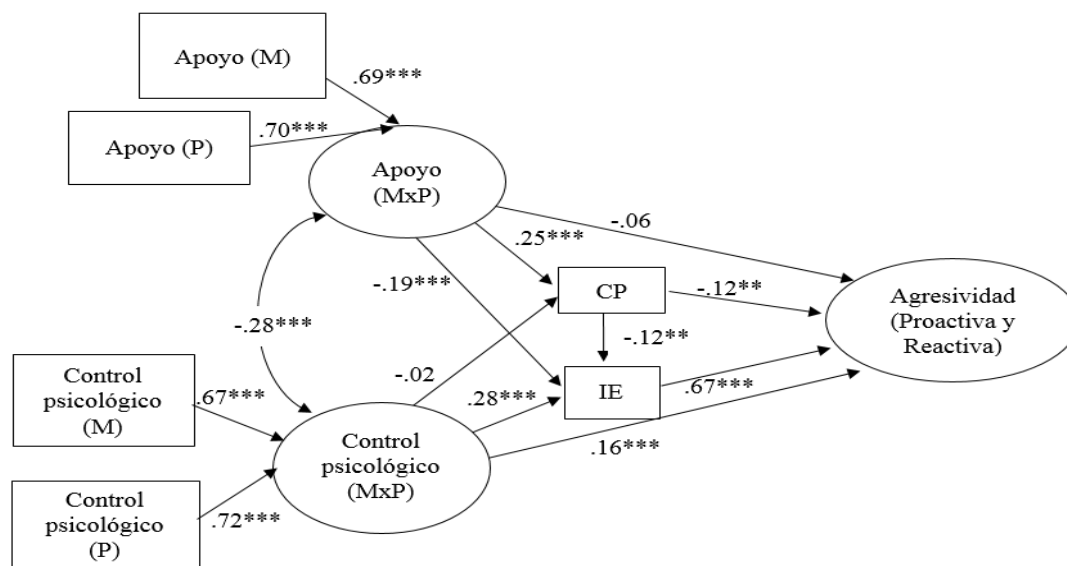 Apoyo (M)
.69***
Apoyo (P)
.70***
Apoyo
(MxP)
-.06
.25***
-.19***
CP
-.12**
Agresividad
(Proactiva y
Reactiva)
-.28***
-.12**
-.02
IE
.67***
Control
psicológico
(M)
.67***
.28***
Control
psicológico
(MxP)
.16***
Control
psicológico
(P)
.72***